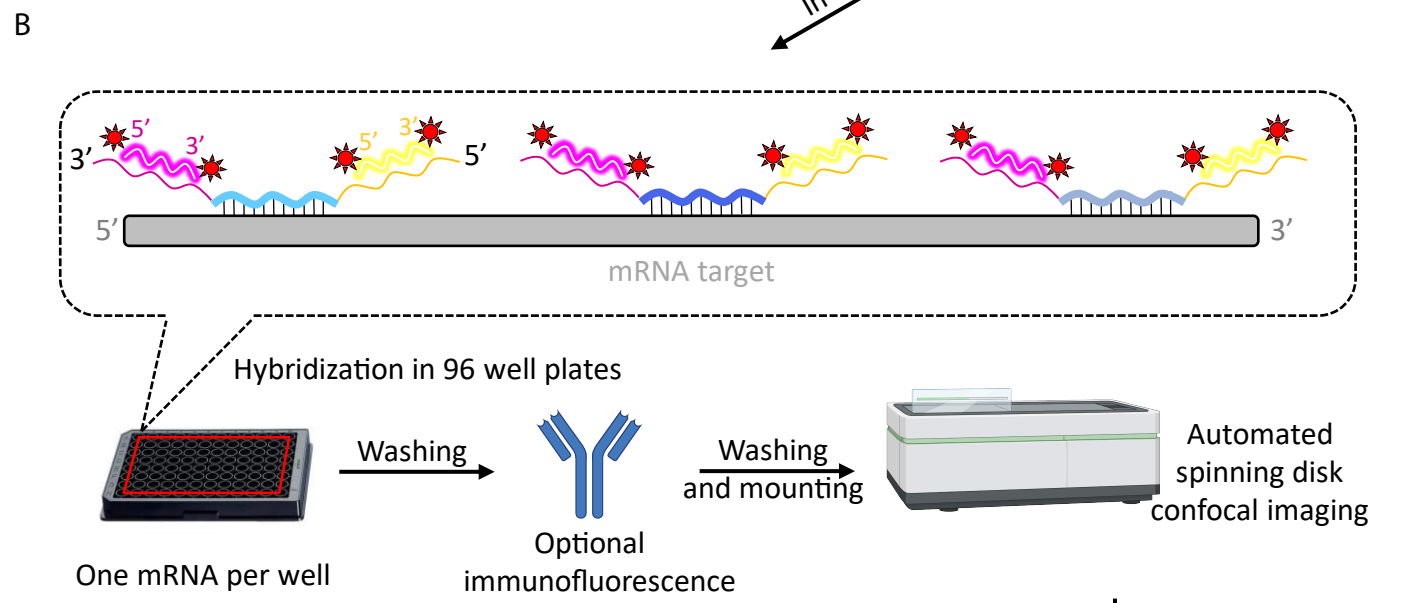 B
In
5’
3’
5’
3’
3’
5’
5’
3’
mRNA target
Hybridization in 96 well plates
Washing
Washing
and mounting
Automated
spinning disk
confocal imaging
Optional
immunofluorescence
One mRNA per well